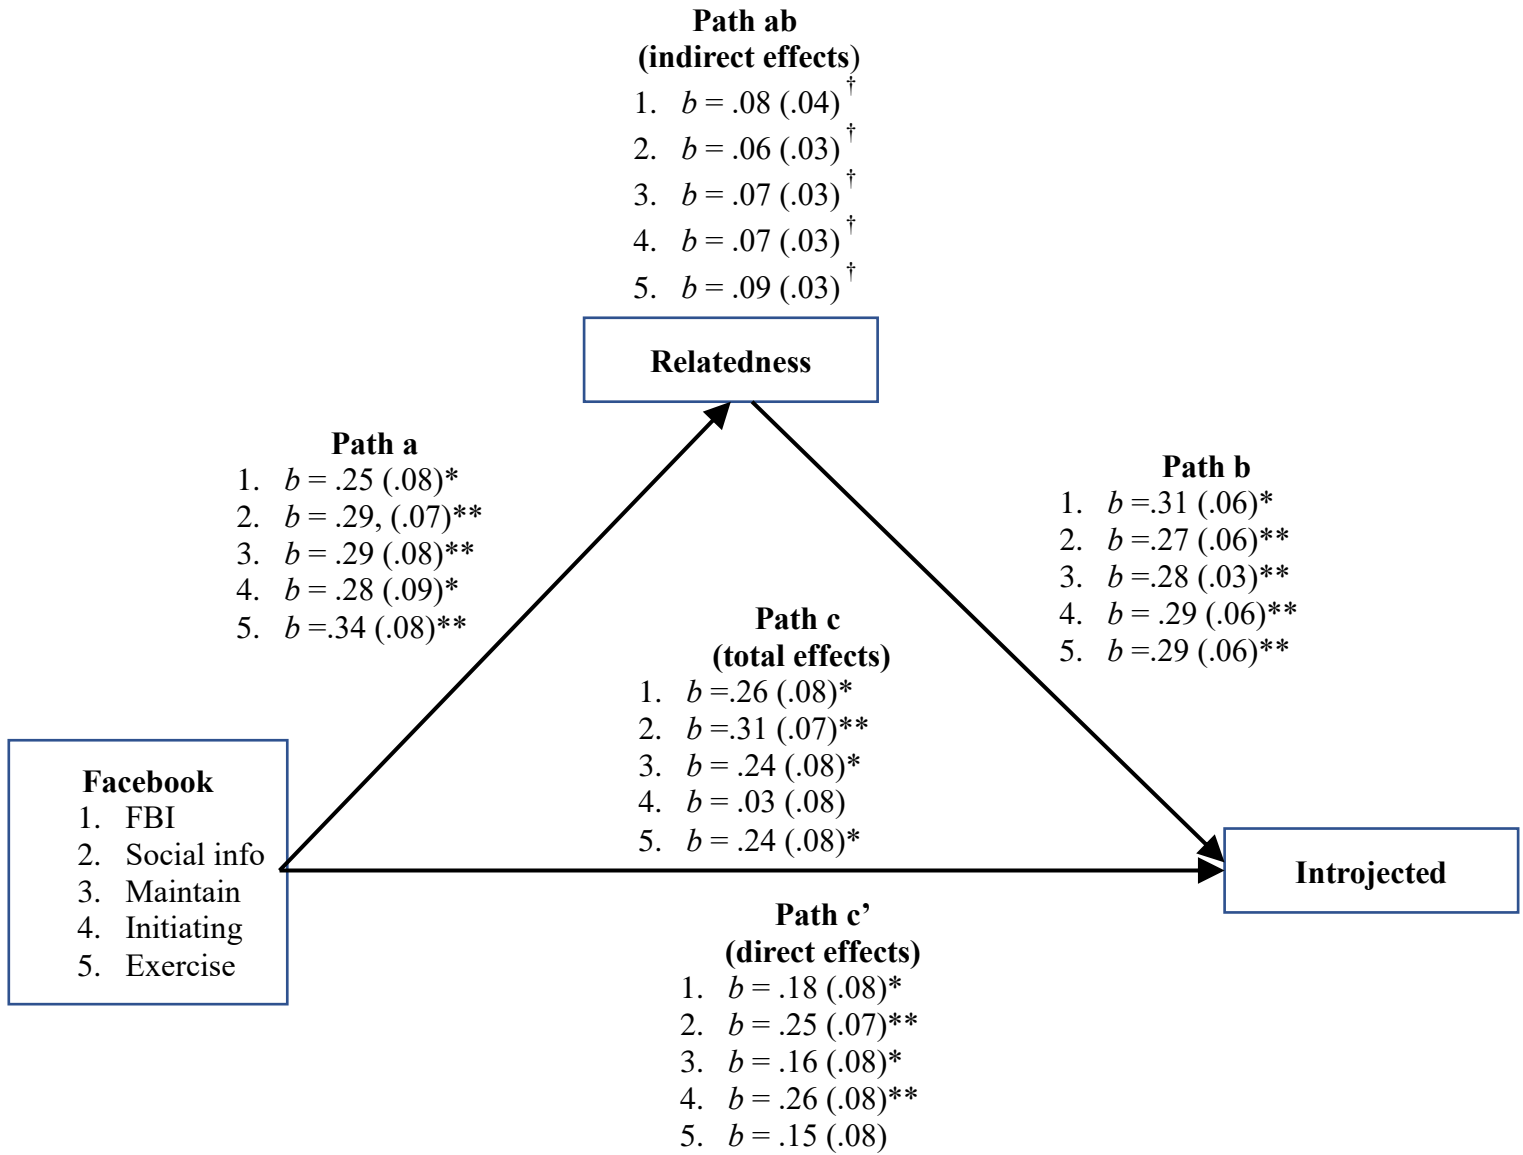 Path ab
(indirect effects)
1. b = .08 (.04) †
2. b = .06 (.03) †
3. b = .07 (.03) †
4. b = .07 (.03) †
5. b = .09 (.03) †
Relatedness
Path a
1. b = .25 (.08)*
2. b = .29, (.07)**
3. b = .29 (.08)**
4. b = .28 (.09)*
5. b =.34 (.08)**
Path b
1. b =.31 (.06)*
2. b =.27 (.06)**
3. b =.28 (.03)**
4. b = .29 (.06)**
5. b =.29 (.06)**
Path c
(total effects)
1. b =.26 (.08)*
2. b =.31 (.07)**
3. b = .24 (.08)*
4. b = .03 (.08)
5. b = .24 (.08)*
Facebook
1. FBI
2. Social info
3. Maintain
4. Initiating
5. Exercise
Introjected
Path c’
(direct effects)
1. b = .18 (.08)*
2. b = .25 (.07)**
3. b = .16 (.08)*
4. b = .26 (.08)**
5. b = .15 (.08)